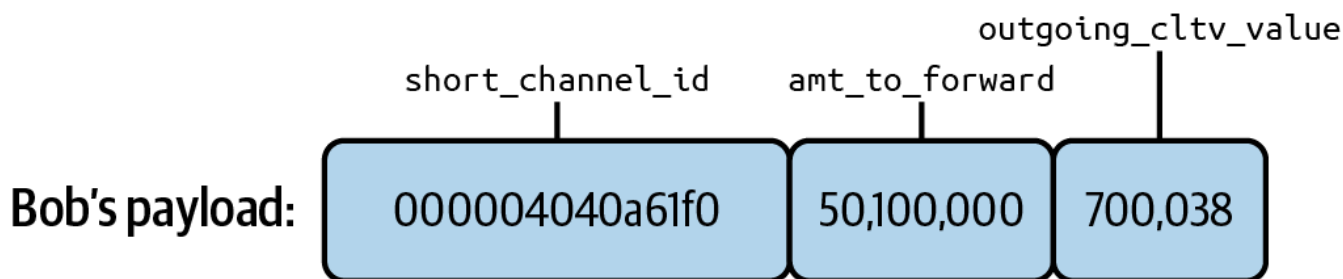 outgoing_cltv_value
short_channel_id amt_to_forward
Bob's payload: 000004040a61f0 50,100,000 700,038